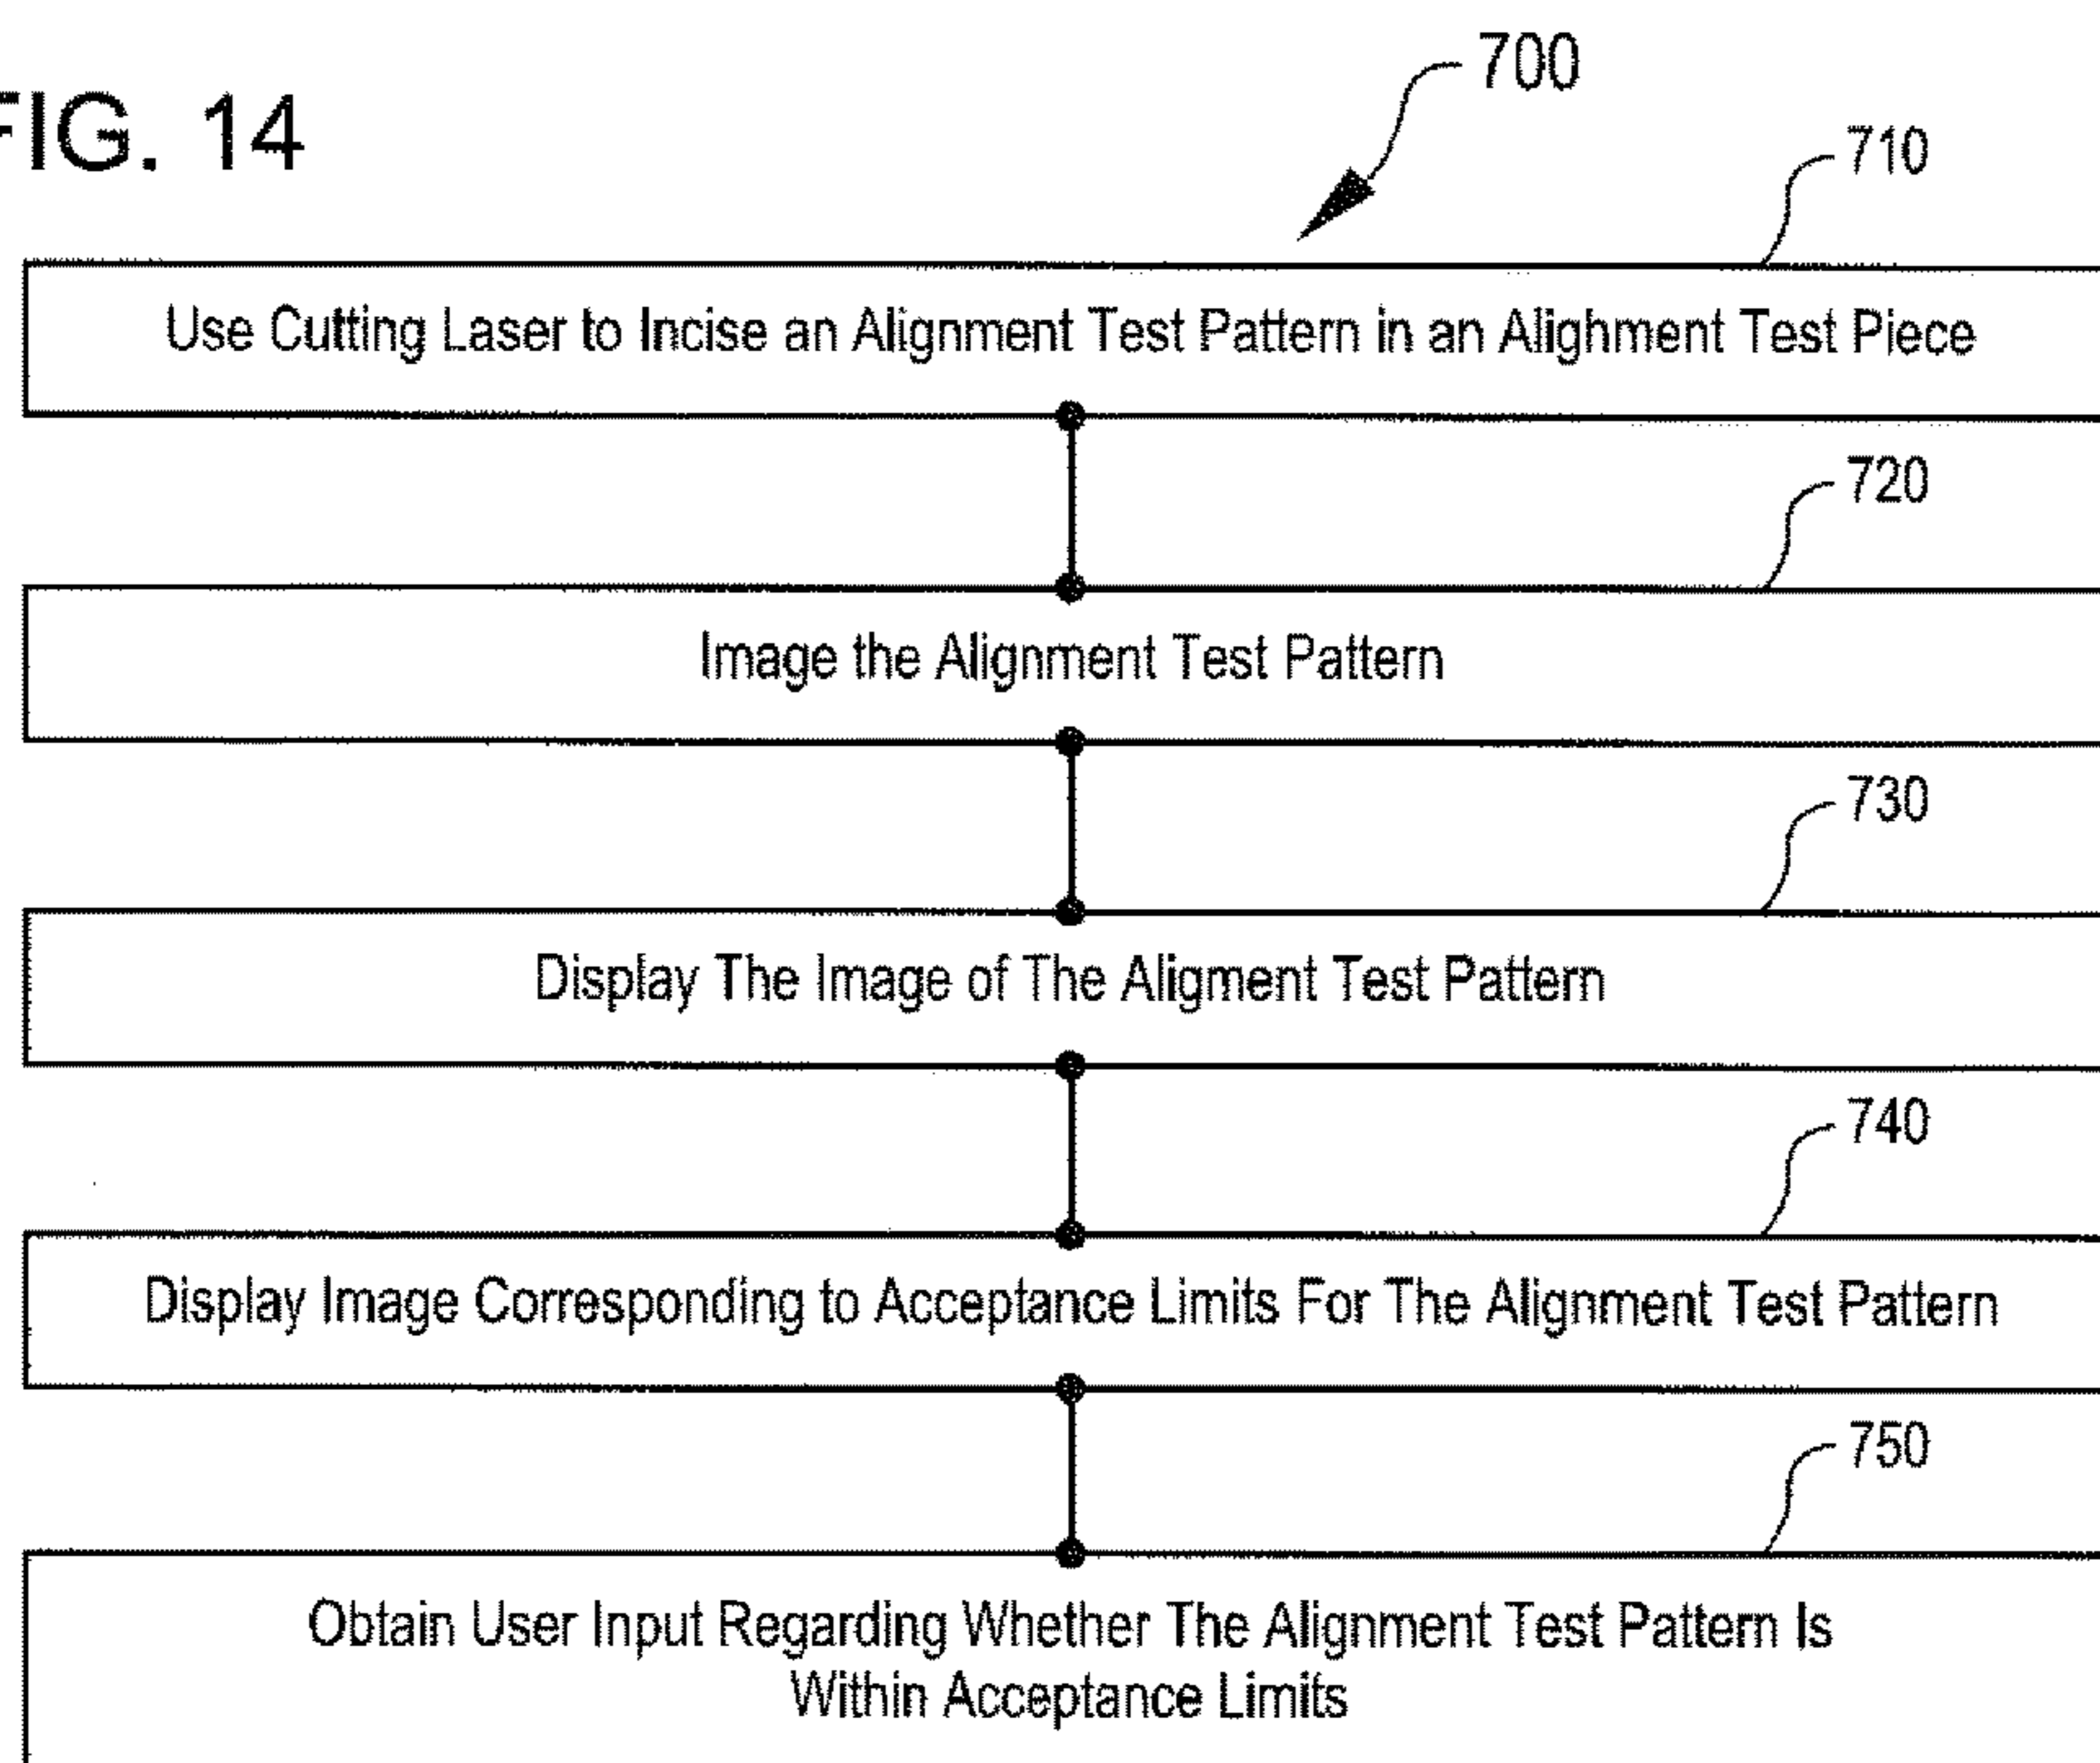 FIG. 14
700
710
Use Cutting Laser to Incise an Alignment Test Pattern in an Alighment Test Piece
720
Image the Alignment Test Pattern
730
Display The Image of The Aligment Test Pattern
740
Display Image Corresponding to Acceptance Limits For The Alignment Test Pattern
750
Obtain User Input Regarding Whether The Alignment Test Pattern Is
Within Acceptance Limits